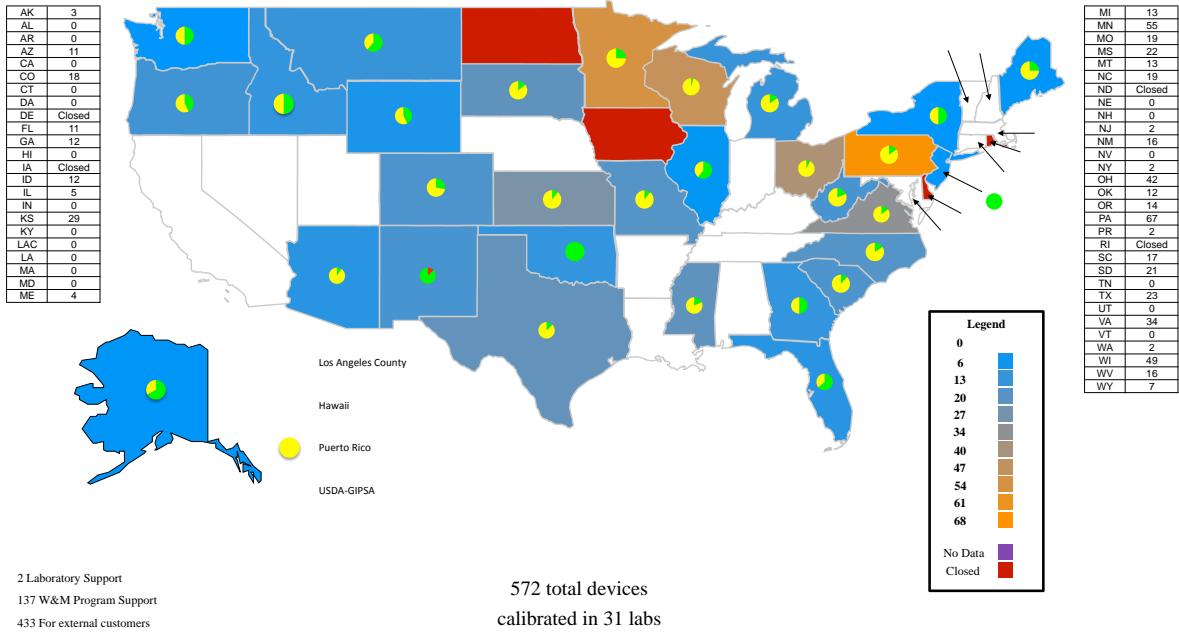 AK 3
AL 0
AR 0
AZ 11
CA 0
CO 18
CT 0
DA 0
DE Closed
FL 11
GA 12
HI 0
IA Closed
ID 12
IL 5
IN 0
KS 29
KY 0
LAC 0
LA 0
MA 0
MD 0
ME 4
MI 13
MN 55
MO 19
MS 22
MT 13
NC 19
ND Closed
NE 0
NH 0
NJ 2
NM 16
NV 0
NY 2
OH 42
OK 12
OR 14
PA 67
PR 2
RI Closed
SC 17
SD 21
TN 0
TX 23
UT 0
VA 34
VT 0
WA 2
WI 49
WV 16
WY 7
Los Angeles County
Hawaii
Puerto Rico
USDA-GIPSA
Legend
0
6
13
20
27
34
40
47
54
61
68
No Data
Closed
2 Laboratory Support
137 W&M Program Support
433 For external customers
572 total devices
calibrated in 31 labs